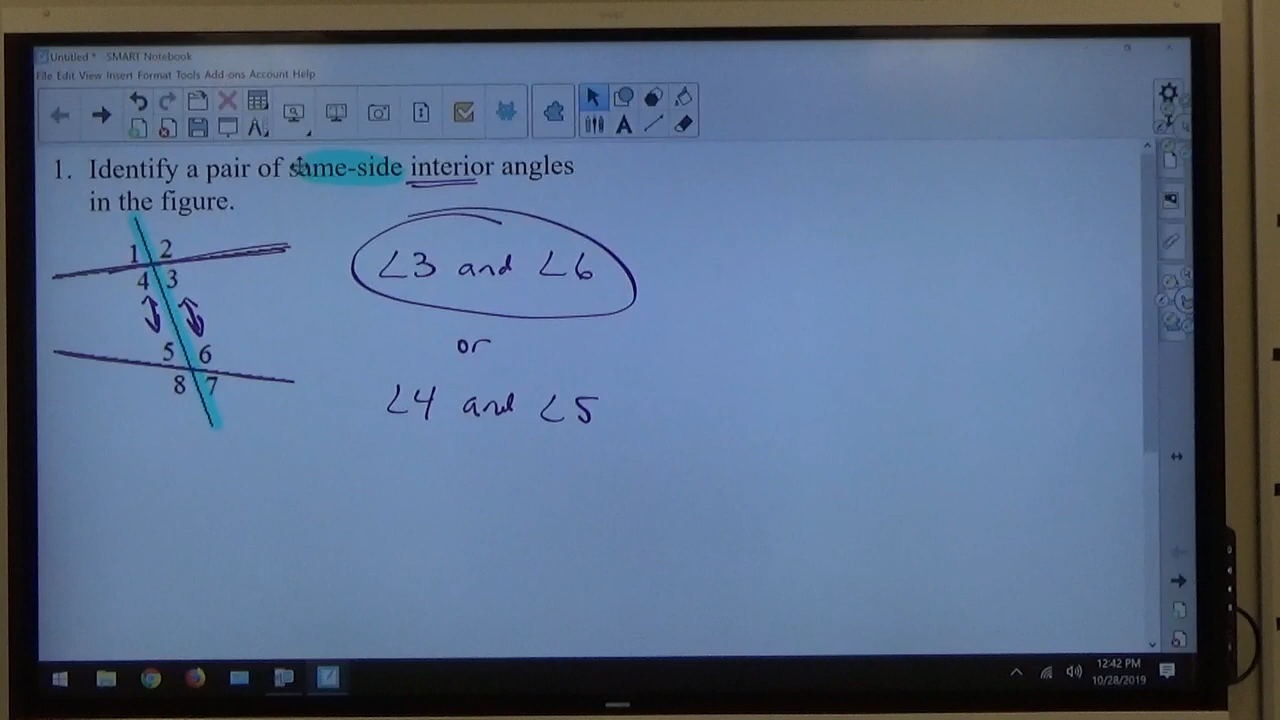 Untitled * - SMART Notebook
File Edit View Insert Format Tools Add-ons Account Help
1. Identify a pair of same-side interior angles
in the figure.
1 2
4 3
5 6
8 7
∠3 and ∠6
or
∠4 and ∠5
12:42 PM
10/28/2019